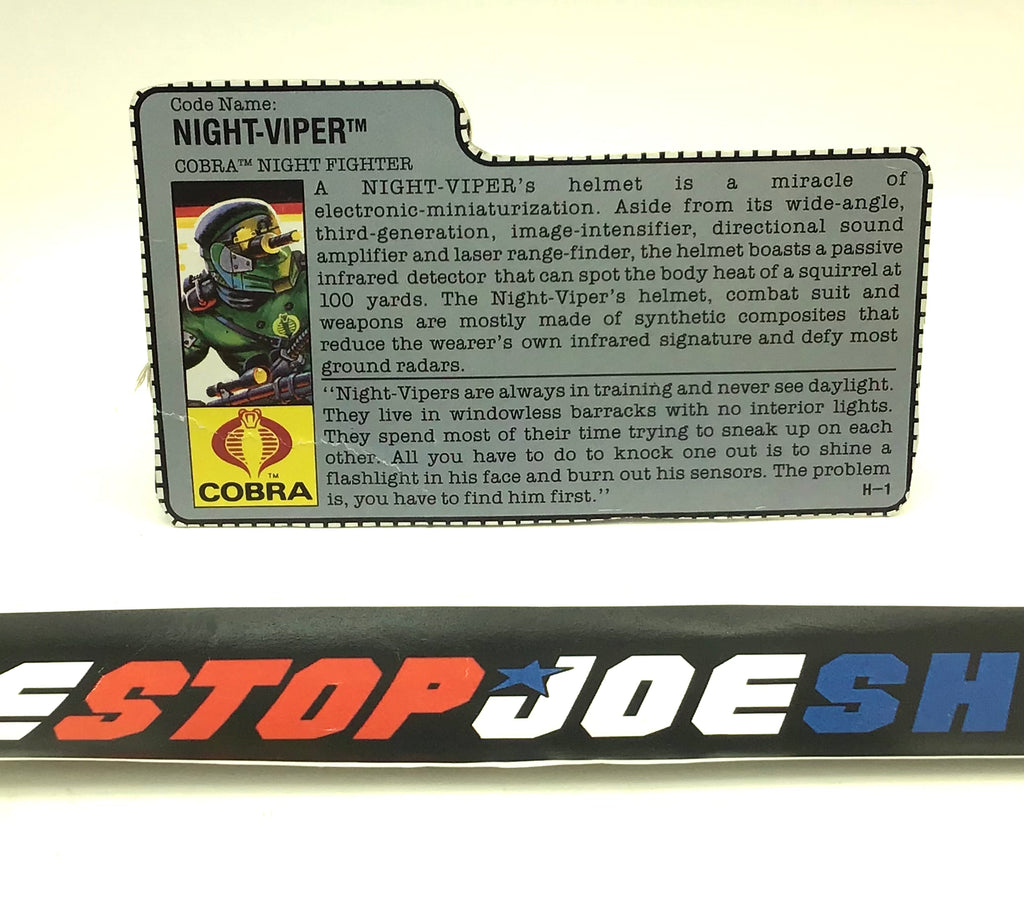 Code Name:
NIGHT-VIPER™
COBRA™ NIGHT FIGHTER
A NIGHT-VIPER's helmet is a miracle of
electronic-miniaturization. Aside from its wide-angle,
third-generation, image-intensifier, directional sound
amplifier and laser range-finder, the helmet boasts a passive
infrared detector that can spot the body heat of a squirrel at
100 yards. The Night-Viper's helmet, combat suit and
weapons are mostly made of synthetic composites that
reduce the wearer's own infrared signature and defy most
ground radars.
"Night-Vipers are always in training and never see daylight.
They live in windowless barracks with no interior lights.
They spend most of their time trying to sneak up on each
other. All you have to do to knock one out is to shine a
flashlight in his face and burn out his sensors. The problem
is, you have to find him first."
H-1
™
COBRA
ESTOPJOESH